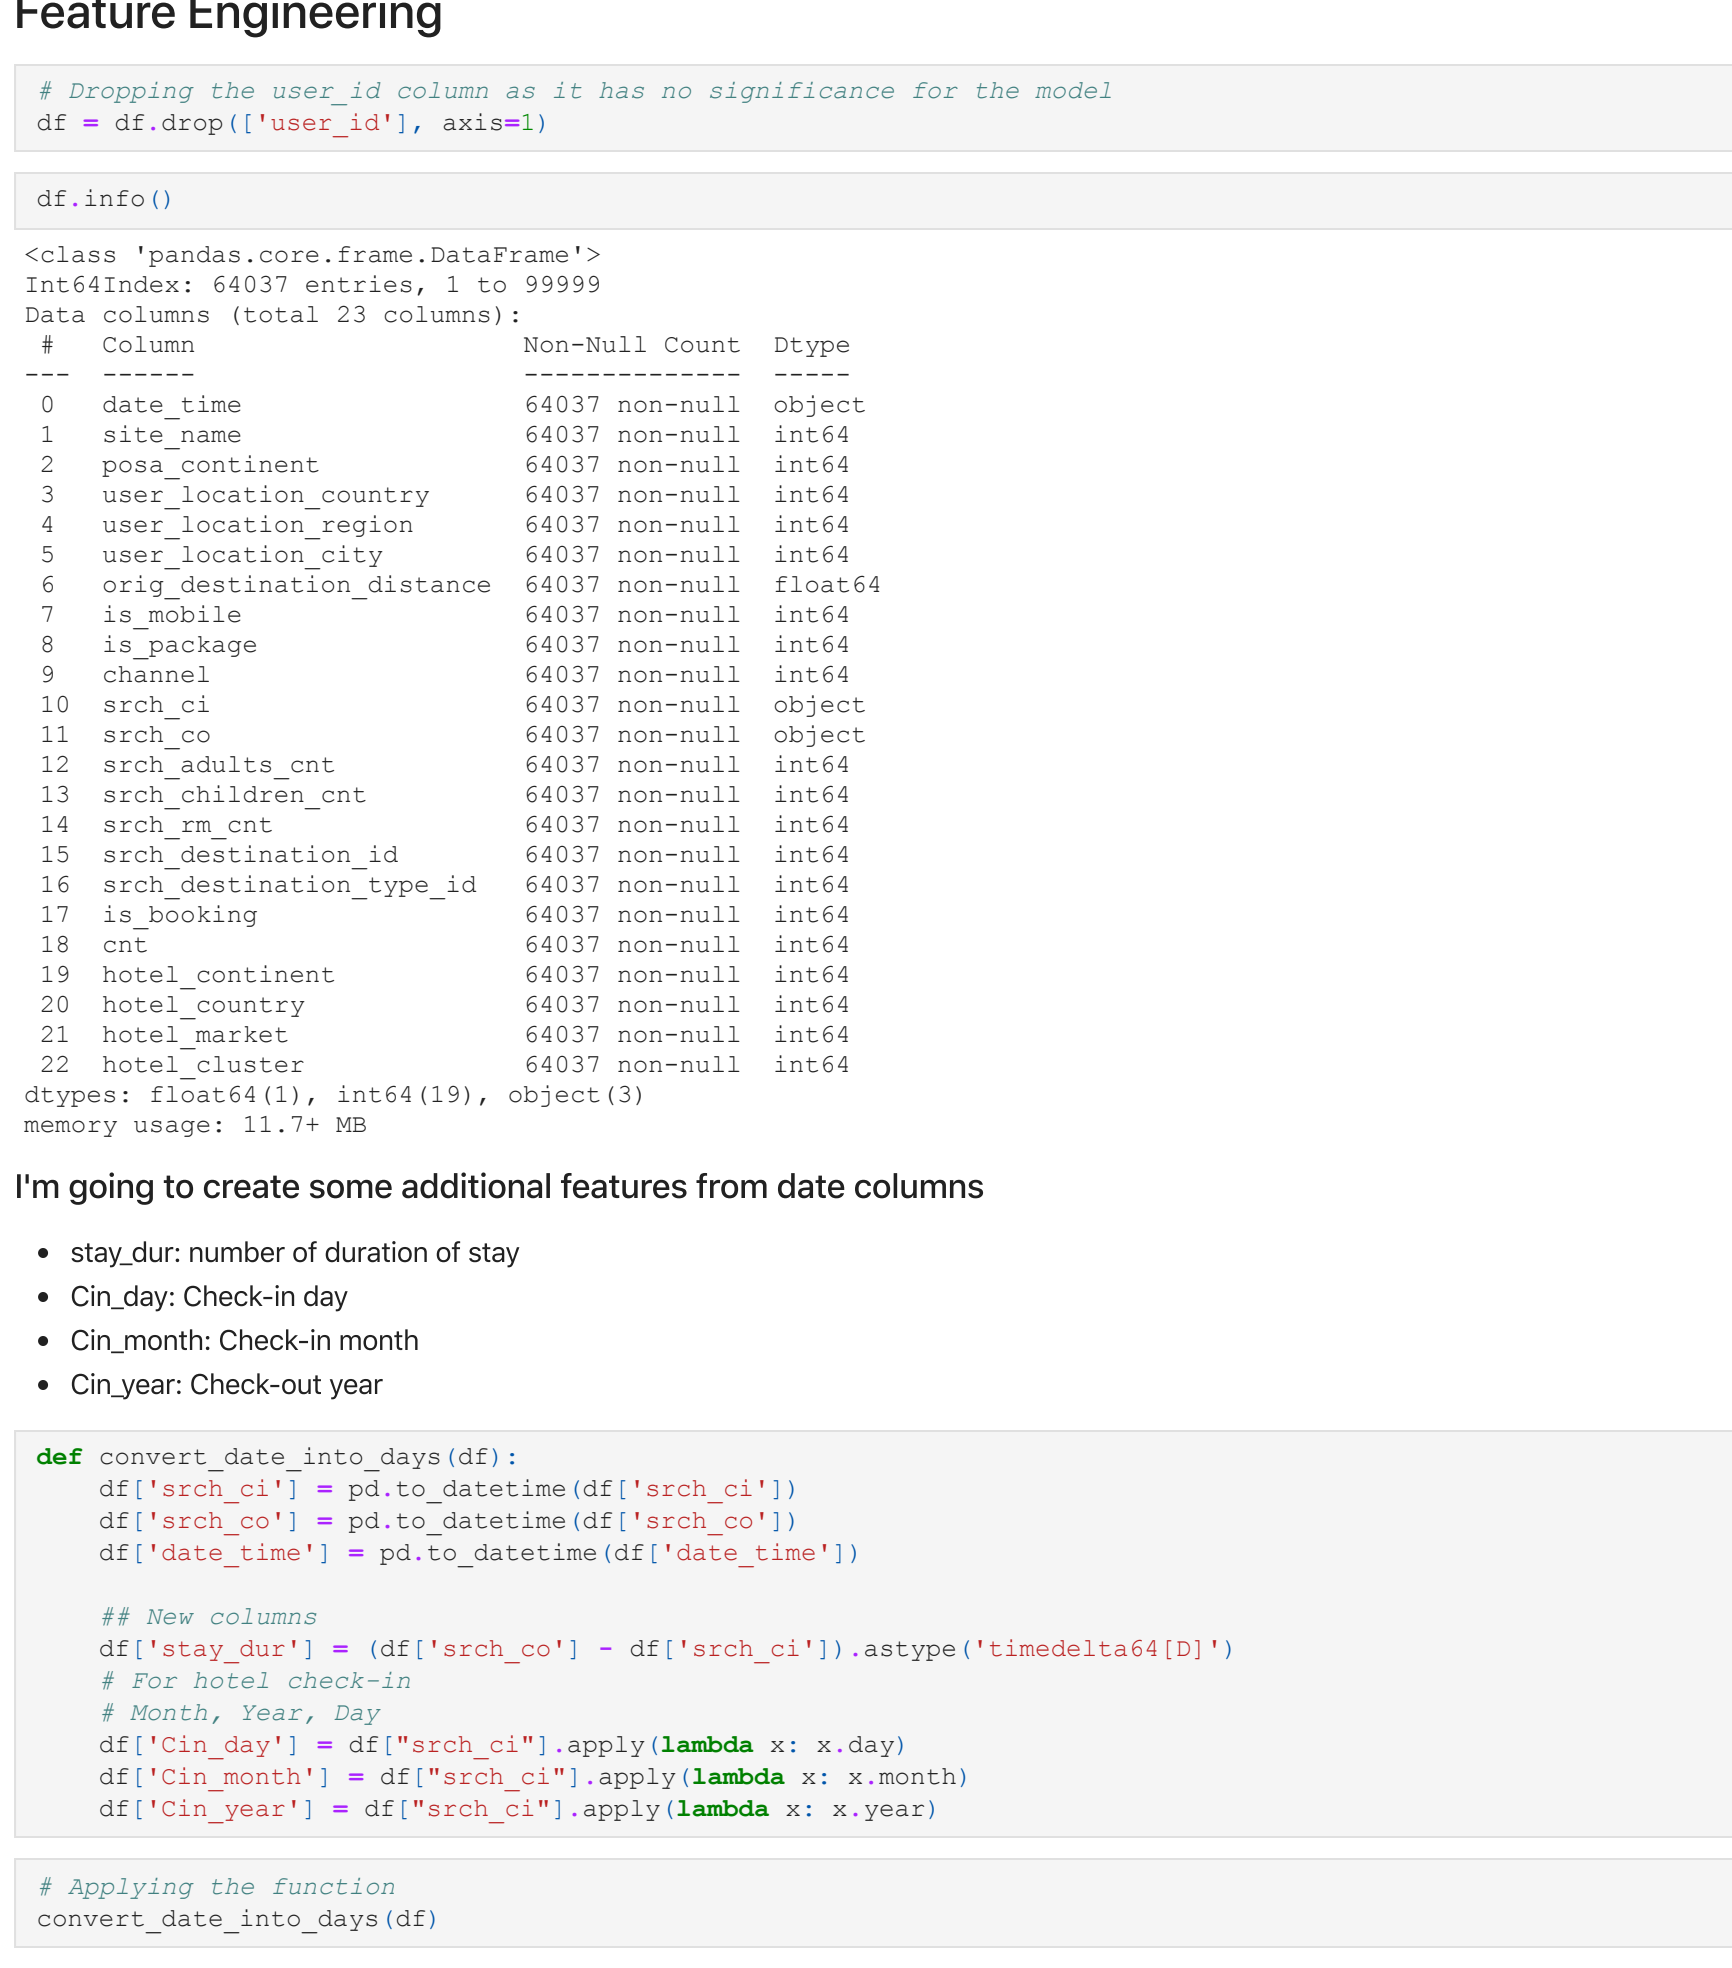 Feature Engineering
# Dropping the user_id column as it has no significance for the model
df = df.drop(['user_id'], axis=1)
df.info()
<class 'pandas.core.frame.DataFrame'>
Int64Index: 64037 entries, 1 to 99999
Data columns (total 23 columns):
 #   Column                     Non-Null Count  Dtype
---  ------                     --------------  -----
 0   date_time                  64037 non-null  object
 1   site_name                  64037 non-null  int64
 2   posa_continent             64037 non-null  int64
 3   user_location_country      64037 non-null  int64
 4   user_location_region       64037 non-null  int64
 5   user_location_city         64037 non-null  int64
 6   orig_destination_distance  64037 non-null  float64
 7   is_mobile                  64037 non-null  int64
 8   is_package                 64037 non-null  int64
 9   channel                    64037 non-null  int64
 10  srch_ci                    64037 non-null  object
 11  srch_co                    64037 non-null  object
 12  srch_adults_cnt            64037 non-null  int64
 13  srch_children_cnt          64037 non-null  int64
 14  srch_rm_cnt                64037 non-null  int64
 15  srch_destination_id        64037 non-null  int64
 16  srch_destination_type_id   64037 non-null  int64
 17  is_booking                 64037 non-null  int64
 18  cnt                        64037 non-null  int64
 19  hotel_continent            64037 non-null  int64
 20  hotel_country              64037 non-null  int64
 21  hotel_market               64037 non-null  int64
 22  hotel_cluster              64037 non-null  int64
dtypes: float64(1), int64(19), object(3)
memory usage: 11.7+ MB
I'm going to create some additional features from date columns
• stay_dur: number of duration of stay
• Cin_day: Check-in day
• Cin_month: Check-in month
• Cin_year: Check-out year
def convert_date_into_days(df):
    df['srch_ci'] = pd.to_datetime(df['srch_ci'])
    df['srch_co'] = pd.to_datetime(df['srch_co'])
    df['date_time'] = pd.to_datetime(df['date_time'])
    ## New columns
    df['stay_dur'] = (df['srch_co'] - df['srch_ci']).astype('timedelta64[D]')
    # For hotel check-in
    # Month, Year, Day
    df['Cin_day'] = df["srch_ci"].apply(lambda x: x.day)
    df['Cin_month'] = df["srch_ci"].apply(lambda x: x.month)
    df['Cin_year'] = df["srch_ci"].apply(lambda x: x.year)
# Applying the function
convert_date_into_days(df)